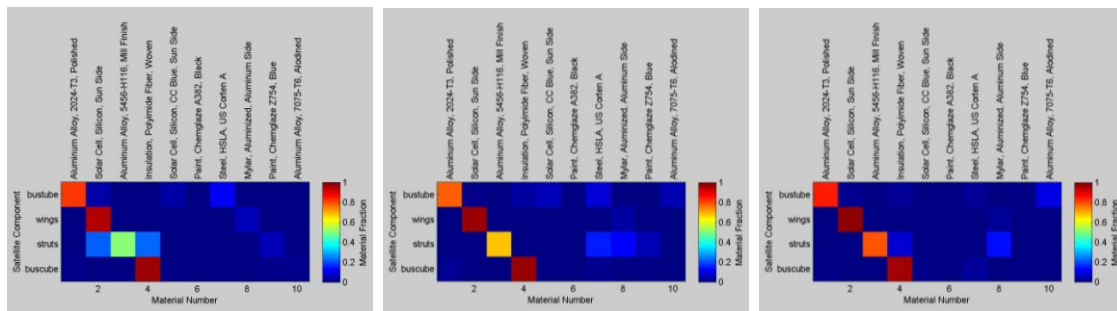 Aluminum Alloy, 2024-T3, Polished
Solar Cell, Silicon, Sun Side
Aluminum Alloy, 5456-H116, Mill Finish
Insulation, Polyimide Fiber, Woven
Solar Cell, Silicon, CC Blue, Sun Side
Paint, Chemglaze A382, Black
Steel, HSLA, US Corten A
Mylar, Aluminized, Aluminum Side
Paint, Chemglaze Z754, Blue
Aluminum Alloy, 7075-T6, Alodined
Satellite Component
bustube
wings
struts
buscube
2
4
6
8
10
Material Number
1
0.8
0.6
0.4
0.2
0
Material Fraction
Aluminum Alloy, 2024-T3, Polished
Solar Cell, Silicon, Sun Side
Aluminum Alloy, 5456-H116, Mill Finish
Insulation, Polyimide Fiber, Woven
Solar Cell, Silicon, CC Blue, Sun Side
Paint, Chemglaze A382, Black
Steel, HSLA, US Corten A
Mylar, Aluminized, Aluminum Side
Paint, Chemglaze Z754, Blue
Aluminum Alloy, 7075-T6, Alodined
Satellite Component
bustube
wings
struts
buscube
2
4
6
8
10
Material Number
1
0.8
0.6
0.4
0.2
0
Material Fraction
Aluminum Alloy, 2024-T3, Polished
Solar Cell, Silicon, Sun Side
Aluminum Alloy, 5456-H116, Mill Finish
Insulation, Polyimide Fiber, Woven
Solar Cell, Silicon, CC Blue, Sun Side
Paint, Chemglaze A382, Black
Steel, HSLA, US Corten A
Mylar, Aluminized, Aluminum Side
Paint, Chemglaze Z754, Blue
Aluminum Alloy, 7075-T6, Alodined
Satellite Component
bustube
wings
struts
buscube
2
4
6
8
10
Material Number
1
0.8
0.6
0.4
0.2
0
Material Fraction